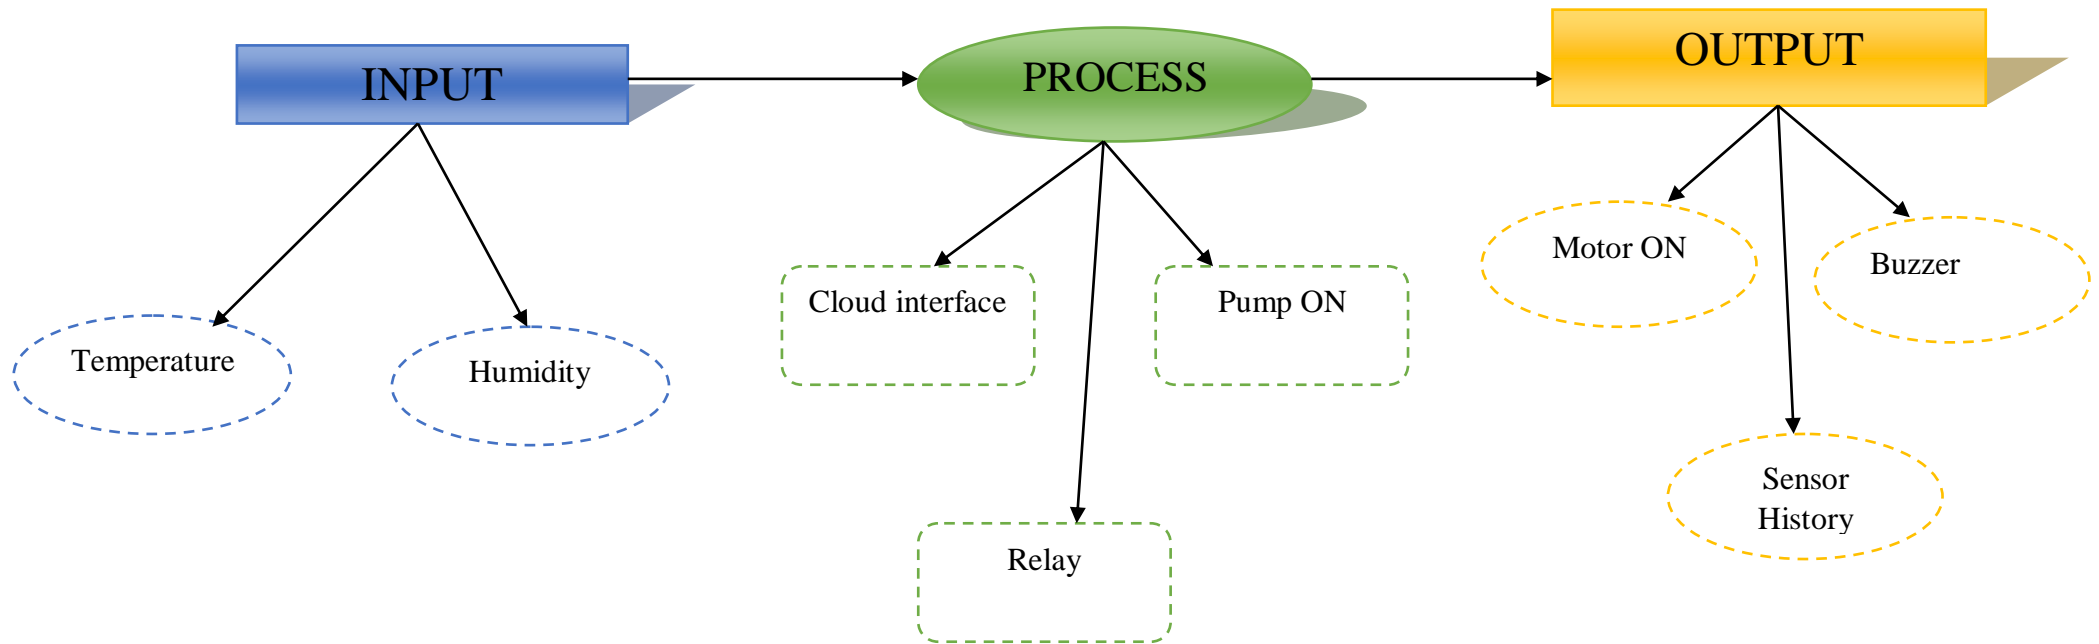 INPUT
PROCESS
OUTPUT
Temperature
Humidity
Cloud interface
Pump ON
Relay
Motor ON
Buzzer
Sensor
History